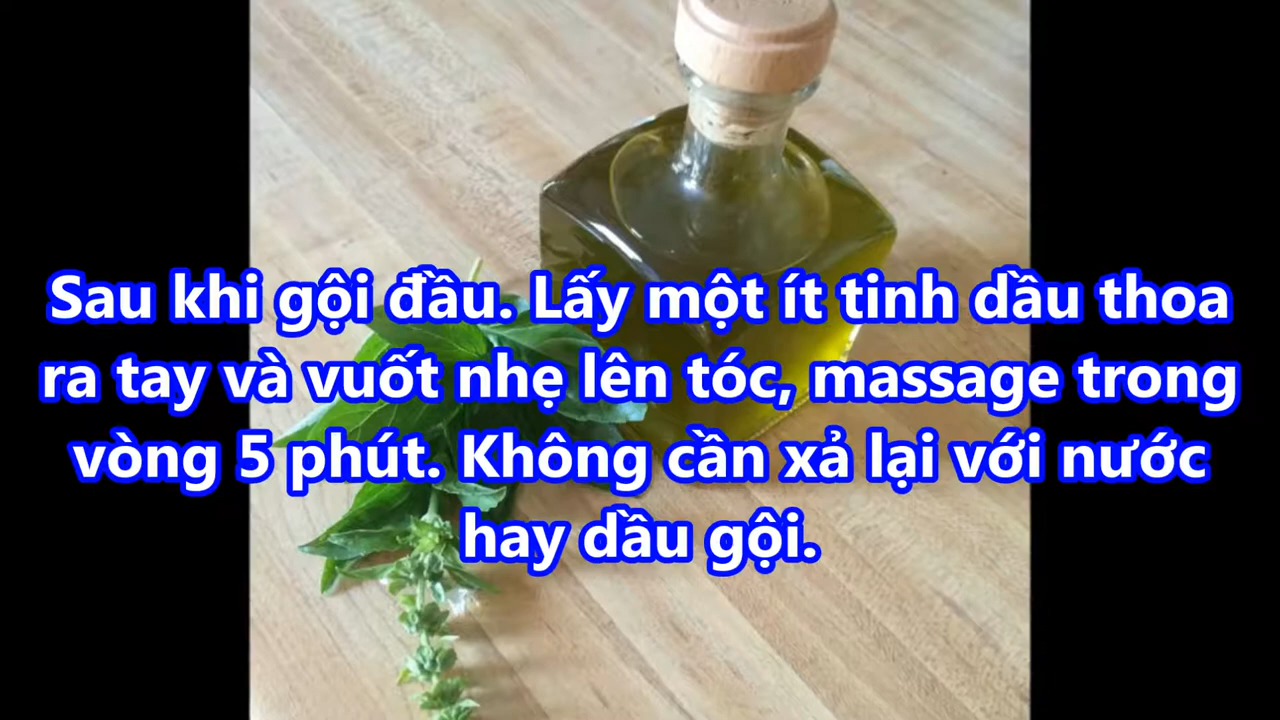 Sau khi gội đầu. Lấy một ít tinh dầu thoa
ra tay và vuốt nhẹ lên tóc, massage trong
vòng 5 phút. Không cần xả lại với nước
hay dầu gội.